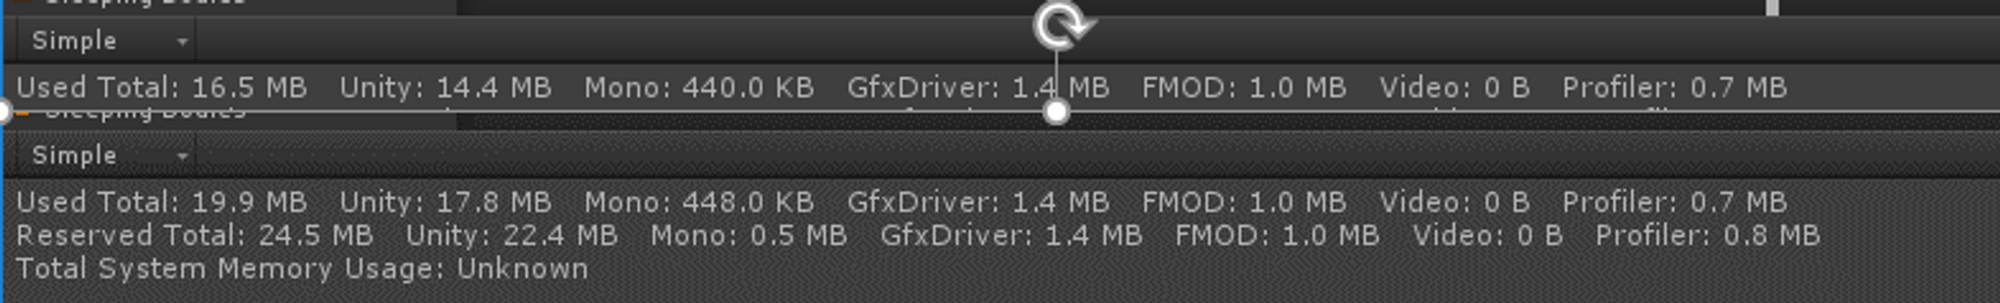 Simple
Used Total: 16.5 MB Unity: 14.4 MB Mono: 440.0 KB GfxDriver: 1.4 MB FMOD: 1.0 MB Video: 0 B Profiler: 0.7 MB
Sleeping Bodies
Simple
Used Total: 19.9 MB Unity: 17.8 MB Mono: 448.0 KB GfxDriver: 1.4 MB FMOD: 1.0 MB Video: 0 B Profiler: 0.7 MB
Reserved Total: 24.5 MB Unity: 22.4 MB Mono: 0.5 MB GfxDriver: 1.4 MB FMOD: 1.0 MB Video: 0 B Profiler: 0.8 MB
Total System Memory Usage: Unknown